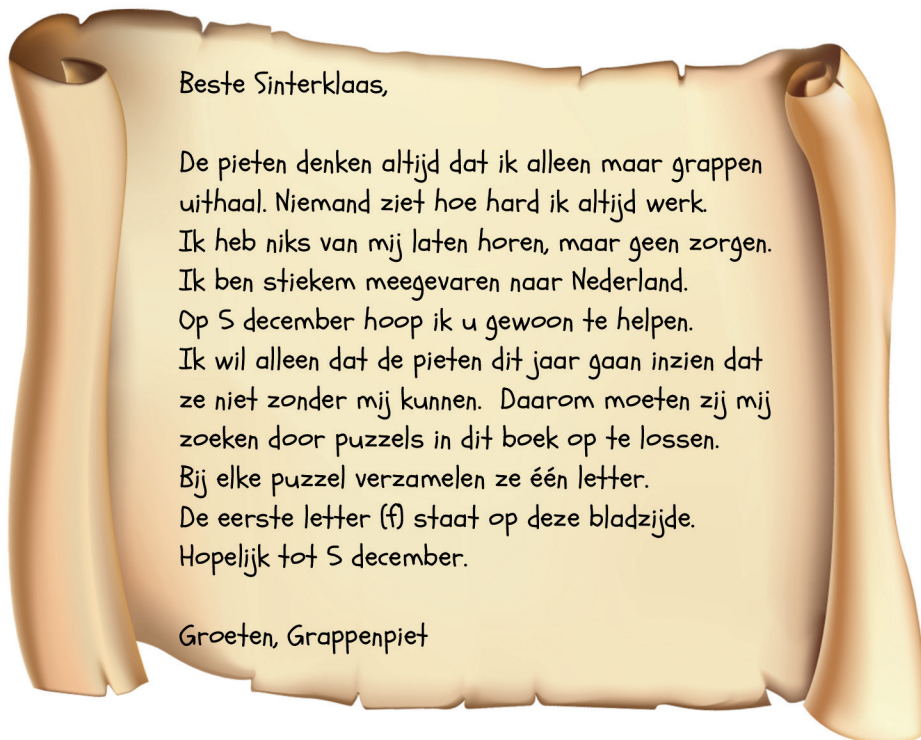 Beste Sinterklaas,
De pieten denken altijd dat ik alleen maar grappen
uithaal. Niemand ziet hoe hard ik altijd werk.
Ik heb niks van mij laten horen, maar geen zorgen.
Ik ben stiekem meegevaren naar Nederland.
Op 5 december hoop ik u gewoon te helpen.
Ik wil alleen dat de pieten dit jaar gaan inzien dat
ze niet zonder mij kunnen. Daarom moeten zij mij
zoeken door puzzels in dit boek op te lossen.
Bij elke puzzel verzamelen ze één letter.
De eerste letter (f) staat op deze bladzijde.
Hopelijk tot 5 december.
Groeten, Grappenpiet